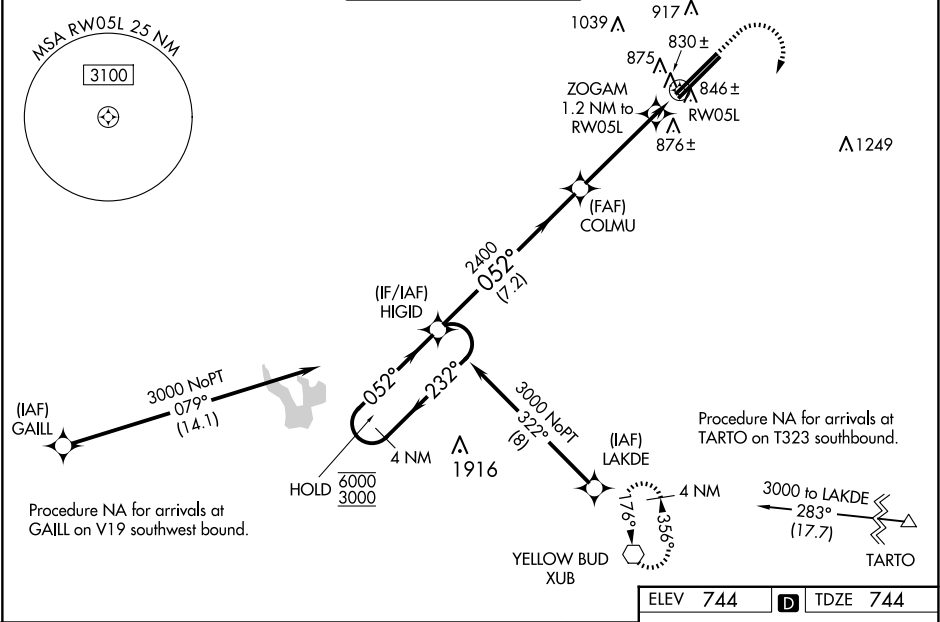 MSA RW05L 25 NM
3100
1039
917
830±
875
846±
ZOGAM
1.2 NM to
RW05L
RW05L
876±
1249
(FAF)
COLMU
2400
052°
(7.2)
(IF/IAF)
HIGID
052°
232°
3000 NoPT
079°
(14.1)
(IAF)
GAILL
3000 NoPT
322°
(8)
(IAF)
LAKDE
Procedure NA for arrivals at
TARTO on T323 southbound.
4 NM
1916
HOLD
6000
3000
Procedure NA for arrivals at
GAILL on V19 southwest bound.
4 NM
176°
356°
3000 to LAKDE
283°
(17.7)
TARTO
YELLOW BUD
XUB
ELEV 744 D TDZE 744